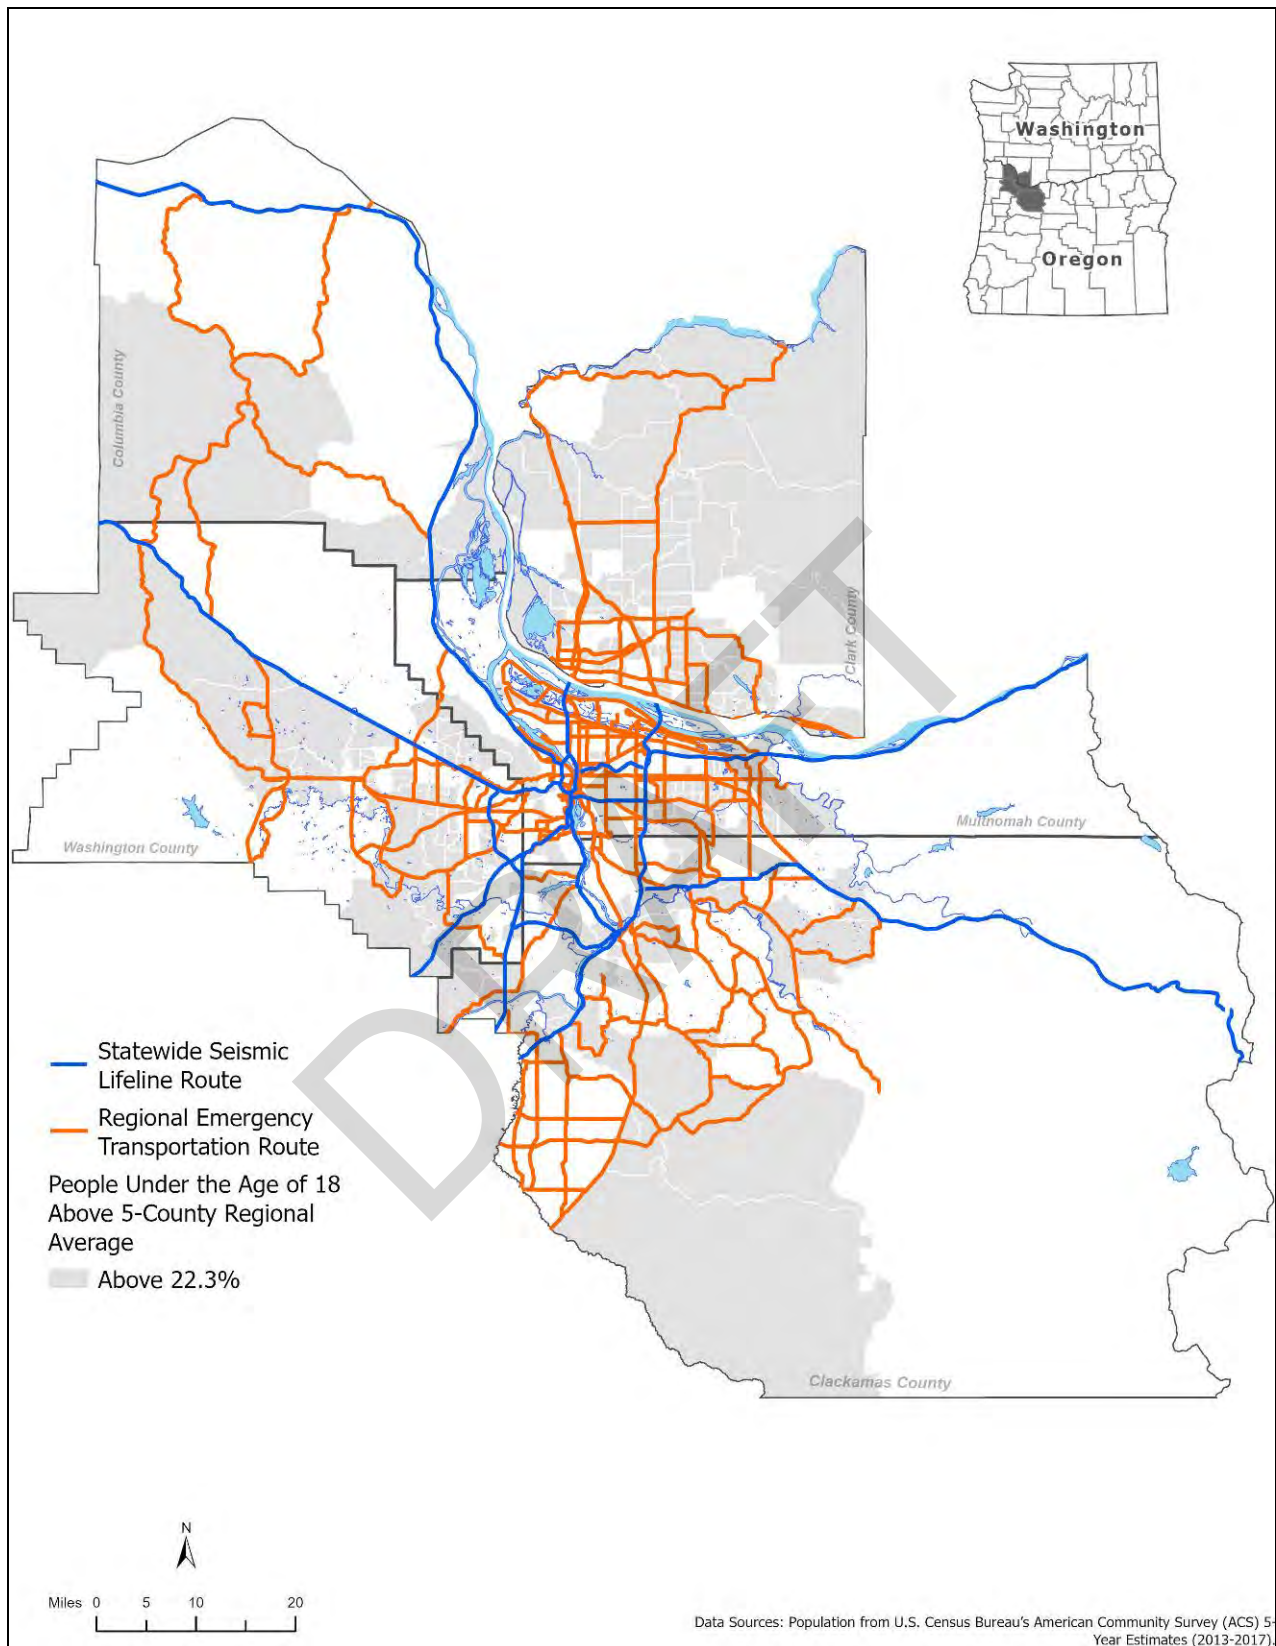 Washington
Oregon
Columbia County
Clark County
Multnomah County
Washington County
DRAFT
Statewide Seismic
Lifeline Route
Regional Emergency
Transportation Route
People Under the Age of 18
Above 5-County Regional
Average
Above 22.3%
Clackamas County
N
Miles 0 5 10 20
Data Sources: Population from U.S. Census Bureau's American Community Survey (ACS) 5-
Year Estimates (2013-2017)